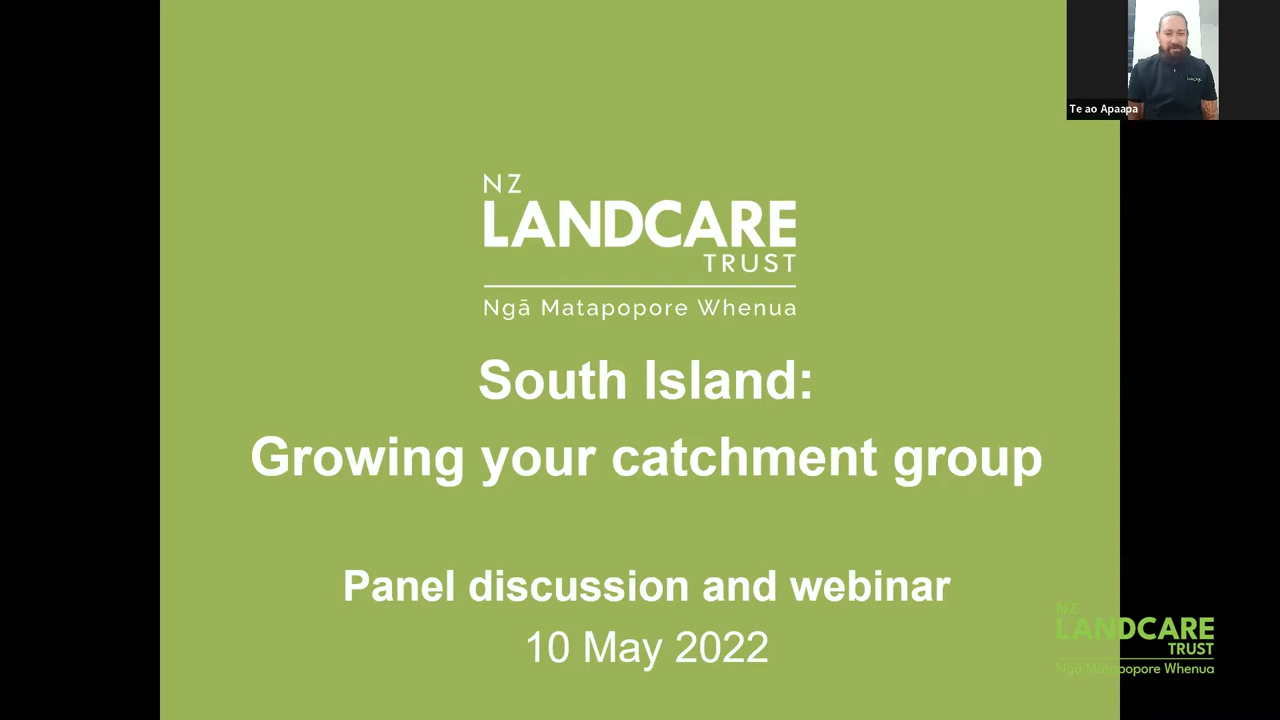 Te ao Apaapa
NZ
LANDCARE
TRUST
Ngā Matapopore Whenua
South Island:
Growing your catchment group
Panel discussion and webinar
10 May 2022
NZ
LANDCARE
TRUST
Ngā Matapopore Whenua